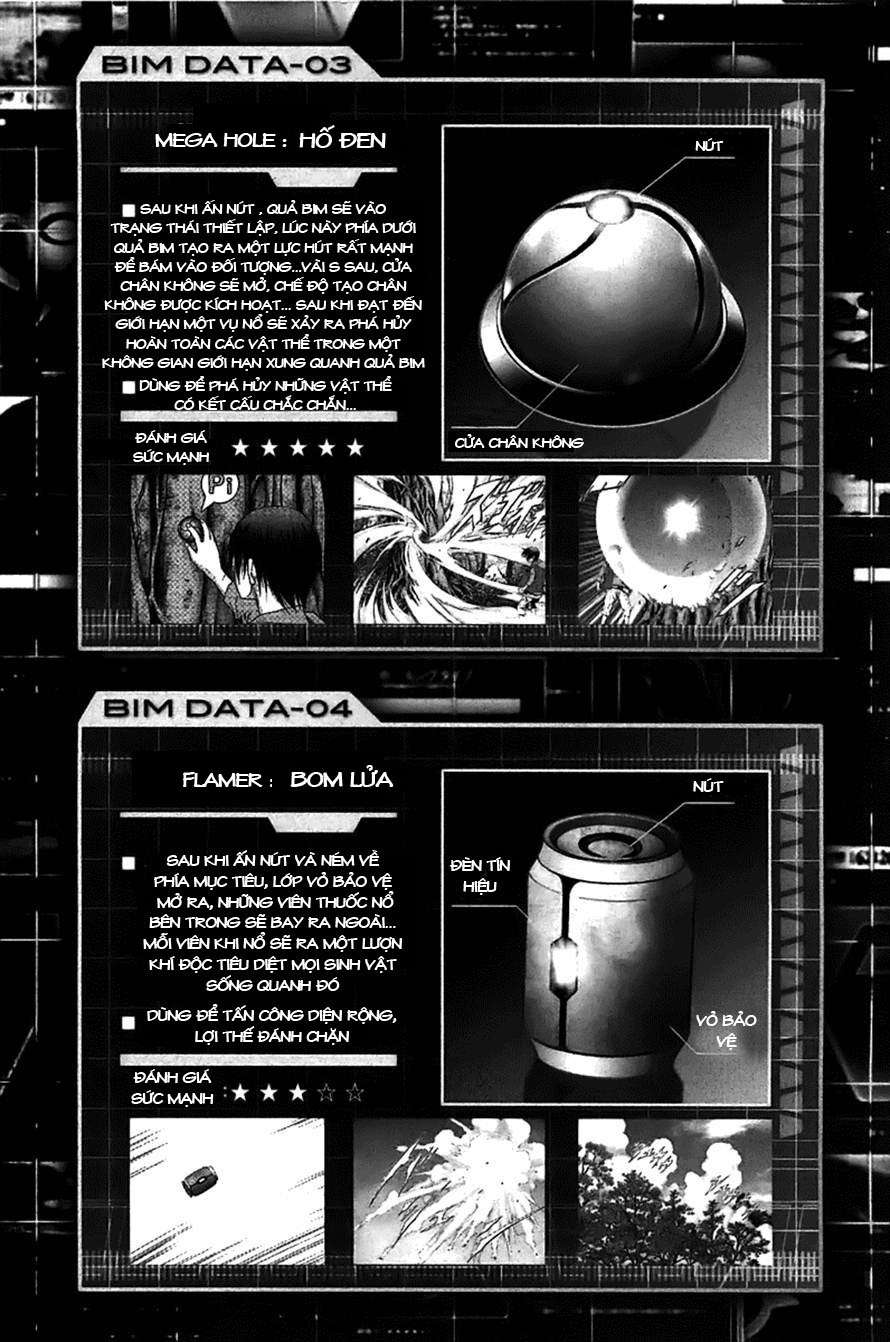 BIM DATA-03
MEGA HOLE : HỐ ĐEN
SAU KHI ẤN NÚT , QUẢ BIM SẼ VÀO
TRẠNG THÁI THIẾT LẬP, LÚC NÀY PHÍA DƯỚI
QUẢ BIM TẠO RA MỘT LỰC HÚT RẤT MẠNH
ĐỂ BÁM VÀO ĐỐI TƯỢNG...VÀI S SAU, CỬA
CHÂN KHÔNG SẼ MỞ, CHẾ ĐỘ TẠO CHÂN
KHÔNG ĐƯỢC KÍCH HOẠT... SAU KHI ĐẠT ĐẾN
GIỚI HẠN MỘT VỤ NỔ SẼ XẢY RA PHÁ HỦY
HOÀN TOÀN CÁC VẬT THỂ TRONG MỘT
KHÔNG GIAN GIỚI HẠN XUNG QUANH QUẢ BIM
DÙNG ĐỂ PHÁ HỦY NHỮNG VẬT THỂ
CÓ KẾT CẤU CHẮC CHẮN...
ĐÁNH GIÁ
SỨC MẠNH ★ ★ ★ ★ ★
NÚT
CỬA CHÂN KHÔNG
Pi
BIM DATA-04
FLAMER : BOM LỬA
SAU KHI ẤN NÚT VÀ NÉM VỀ
PHÍA MỤC TIÊU, LỚP VỎ BẢO VỆ
MỞ RA, NHỮNG VIÊN THUỐC NỔ
BÊN TRONG SẼ BAY RA NGOÀI...
MỖI VIÊN KHI NỔ SẼ RA MỘT LƯỢN
KHÍ ĐỘC TIÊU DIỆT MỌI SINH VẬT
SỐNG QUANH ĐÓ
DÙNG ĐỂ TẤN CÔNG DIỆN RỘNG,
LỢI THẾ ĐÁNH CHẶN
ĐÁNH GIÁ
SỨC MẠNH : ★ ★ ★ ☆ ☆
NÚT
ĐÈN TÍN
HIỆU
VỎ BẢO
VỆ